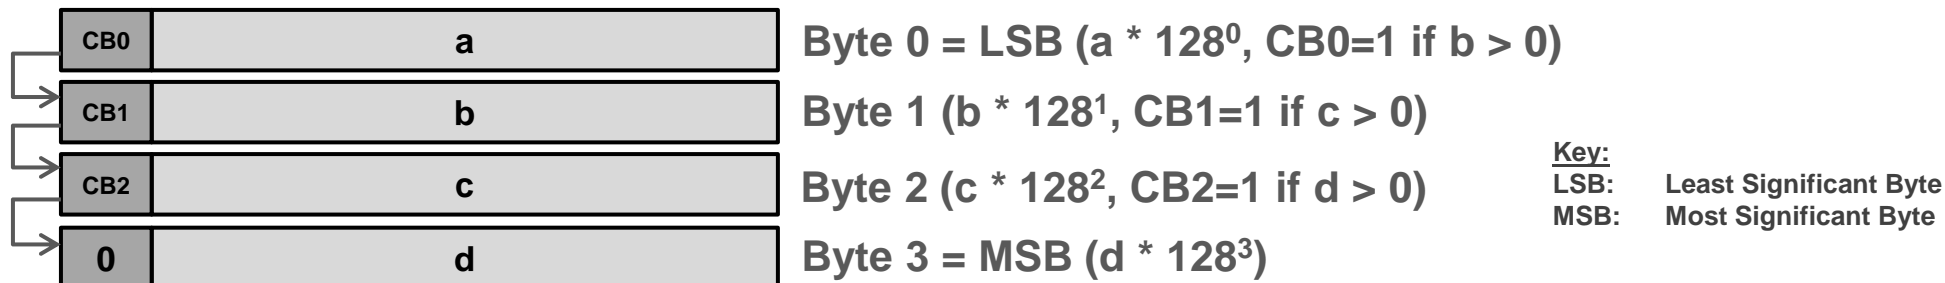 CB0 a Byte 0 = LSB (a * 128⁰, CB0=1 if b > 0)
CB1 b Byte 1 (b * 128¹, CB1=1 if c > 0)
CB2 c Byte 2 (c * 128², CB2=1 if d > 0)
0 d Byte 3 = MSB (d * 128³)
Key:
LSB: Least Significant Byte
MSB: Most Significant Byte